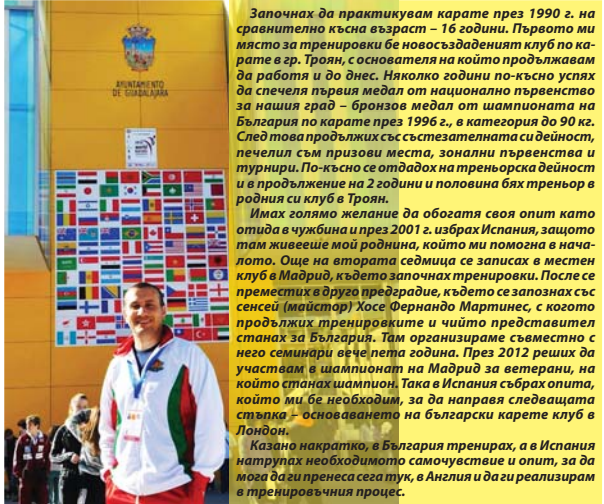 AYUNTAMIENTO
DE GUADALAJARA
Започнах да практикувам карате през 1990 г. на
сравнително късна възраст – 16 години. Първото ми
място за тренировки бе новосъздаденият клуб по ка-
рате в гр. Троян, с основателя на който продължавам
да работя и до днес. Няколко години по-късно успях
да спечеля първия медал от национално първенство
за нашия град – бронзов медал от шампионата на
България по карате през 1996 г., в категория до 90 кг.
След това продължих със състезателната си дейност,
печелил съм призови места, зонални първенства и
турнири. По-късно се отдадох на треньорска дейност
и в продължение на 2 години и половина бях треньор в
родния си клуб в Троян.
Имах голямо желание да обогатя своя опит като
отида в чужбина и през 2001 г. избрах Испания, защото
там живееше мой роднина, който ми помогна в нача-
лото. Още на втората седмица се записах в местен
клуб в Мадрид, където започнах тренировки. После се
преместих в друго предградие, където се запознах със
сенсей (майстор) Хосе Фернандо Мартинес, с когото
продължих тренировките и чийто представител
станах за България. Там организираме съвместно с
него семинари вече пета година. През 2012 реших да
участвам в шампионат на Мадрид за ветерани, на
който станах шампион. Така в Испания събрах опита,
който ми бе необходим, за да направя следващата
стъпка – основаването на български карете клуб в
Лондон.
Казано накратко, в България тренирах, а в Испания
натрупах необходимото самочувствие и опит, за да
мога да ги пренеса сега тук, в Англия и да ги реализирам
в тренировъчния процес.